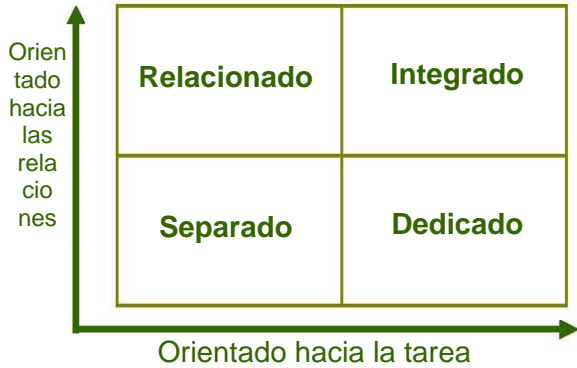 Orien
tado
hacia
las
rela
cio
nes
Relacionado
Integrado
Separado
Dedicado
Orientado hacia la tarea